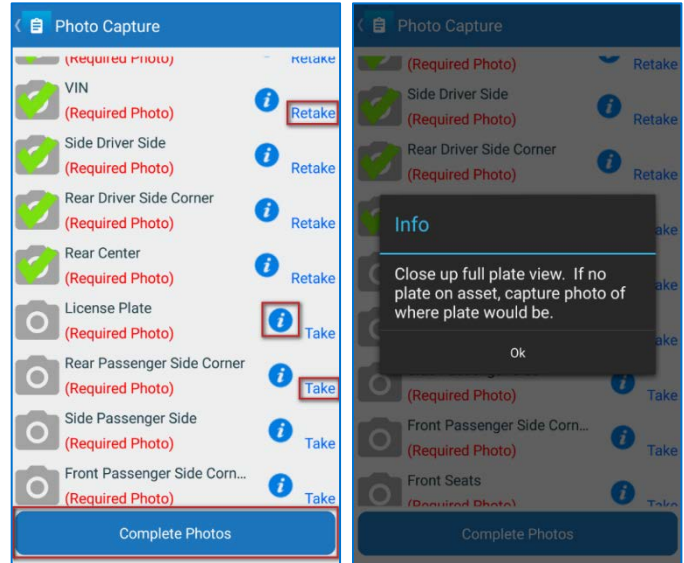 Photo Capture
(Required Photo)
Retake
VIN
(Required Photo)
Retake
Side Driver Side
(Required Photo)
Retake
Rear Driver Side Corner
(Required Photo)
Retake
Rear Center
(Required Photo)
Retake
License Plate
(Required Photo)
Take
Rear Passenger Side Corner
(Required Photo)
Take
Side Passenger Side
(Required Photo)
Take
Front Passenger Side Corn...
(Required Photo)
Take
Complete Photos
Photo Capture
(Required Photo)
Retake
Side Driver Side
(Required Photo)
Retake
Rear Driver Side Corner
(Required Photo)
Retake
Info
Close up full plate view. If no
plate on asset, capture photo of
where plate would be.
Ok
(Required Photo)
Take
Front Passenger Side Corn...
(Required Photo)
Take
Front Seats
(Required Photo)
Take
Complete Photos